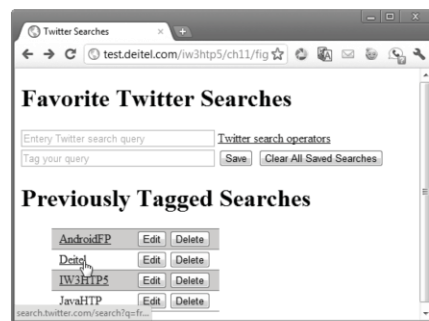 Twitter Searches
test.deitel.com/iw3htp5/ch11/fig
Favorite Twitter Searches
Entery Twitter search query Twitter search operators
Tag your query Save Clear All Saved Searches
Previously Tagged Searches
AndroidFP Edit Delete
Deitel Edit Delete
IW3HTP5 Edit Delete
JavaHTP Edit Delete
search.twitter.com/search?q=fr...